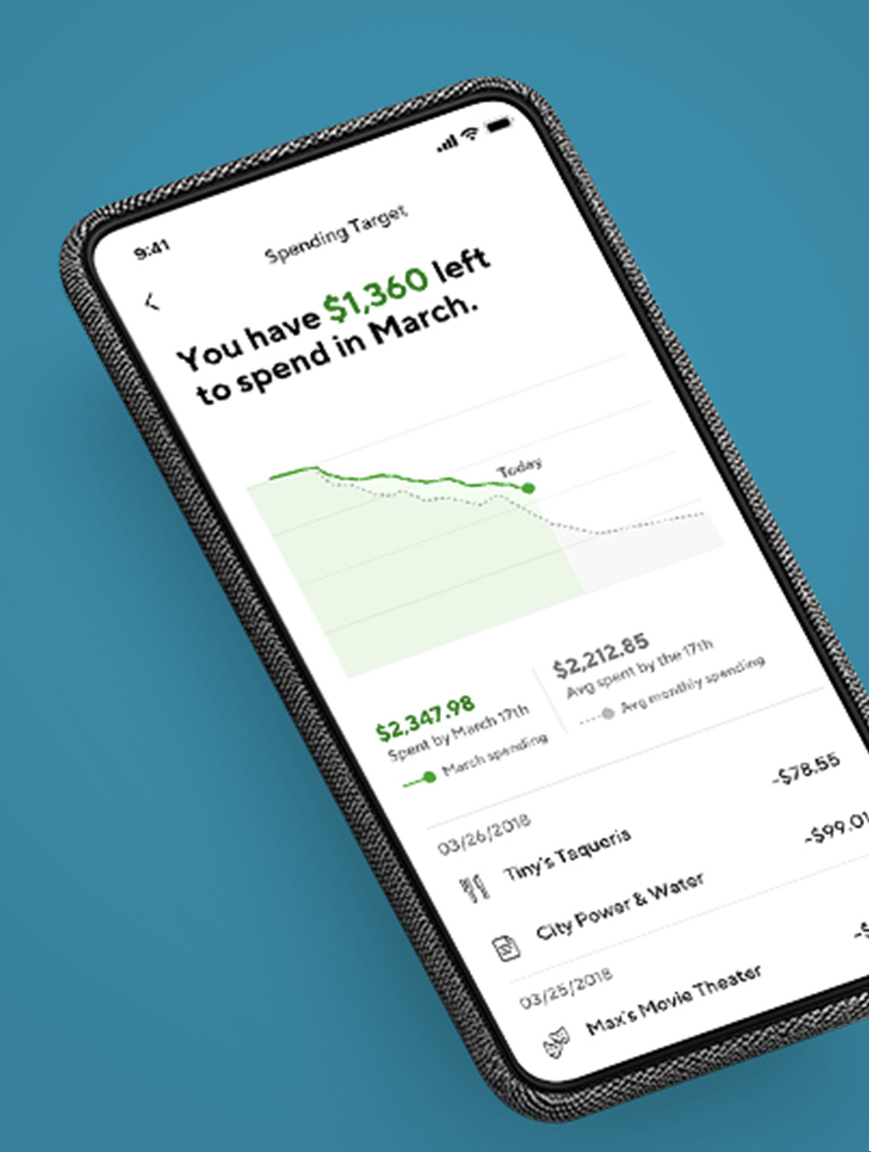 9:41
Spending Target
You have $1,360 left
to spend in March.
Today
$2,347.98
Spent by March 17th
March spending
$2,212.85
Avg spent by the 17th
Avg monthly spending
03/26/2018
Tiny's Taqueria -$78.55
City Power & Water -$99.01
03/25/2018
Max's Movie Theater -$